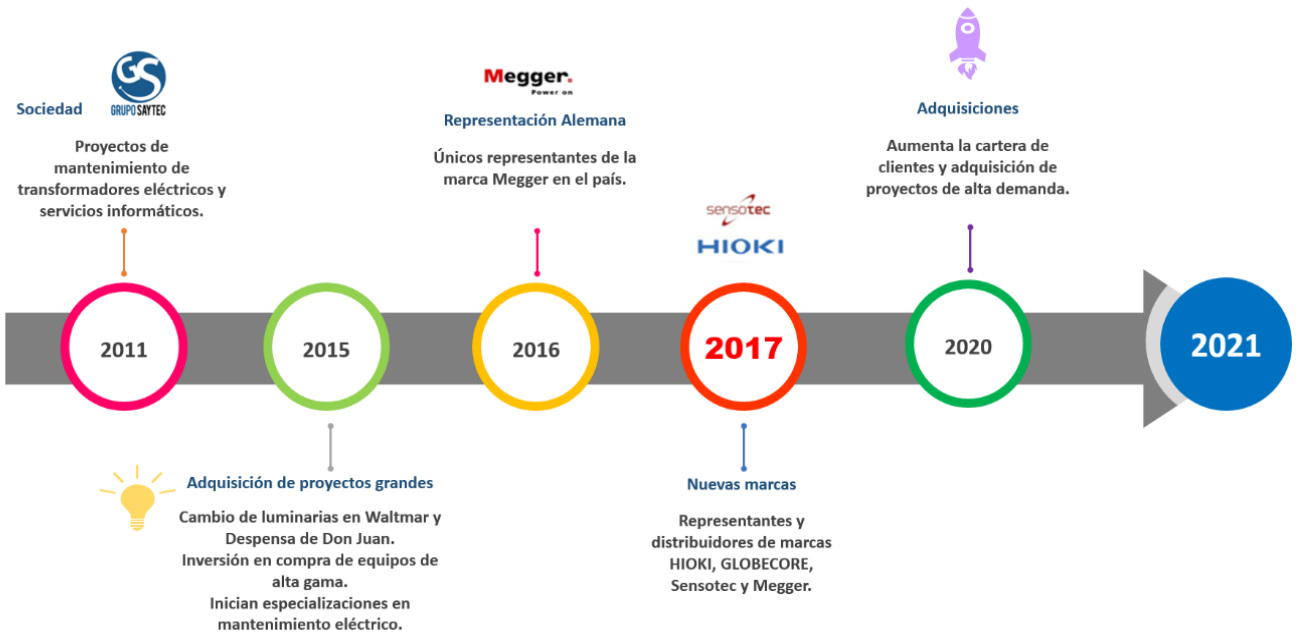 Sociedad
GS
GRUPO SAYTEC
Proyectos de
mantenimiento de
transformadores eléctricos y
servicios informáticos.
Megger.
Power on
Representación Alemana
Únicos representantes de la
marca Megger en el país.
sensotec
HIOKI
Adquisiciones
Aumenta la cartera de
clientes y adquisición de
proyectos de alta demanda.
2011
2015
2016
2017
2020
2021
Adquisición de proyectos grandes
Cambio de luminarias en Waltmar y
Despensa de Don Juan.
Inversión en compra de equipos de
alta gama.
Inician especializaciones en
mantenimiento eléctrico.
Nuevas marcas
Representantes y
distribuidores de marcas
HIOKI, GLOBECORE,
Sensotec y Megger.